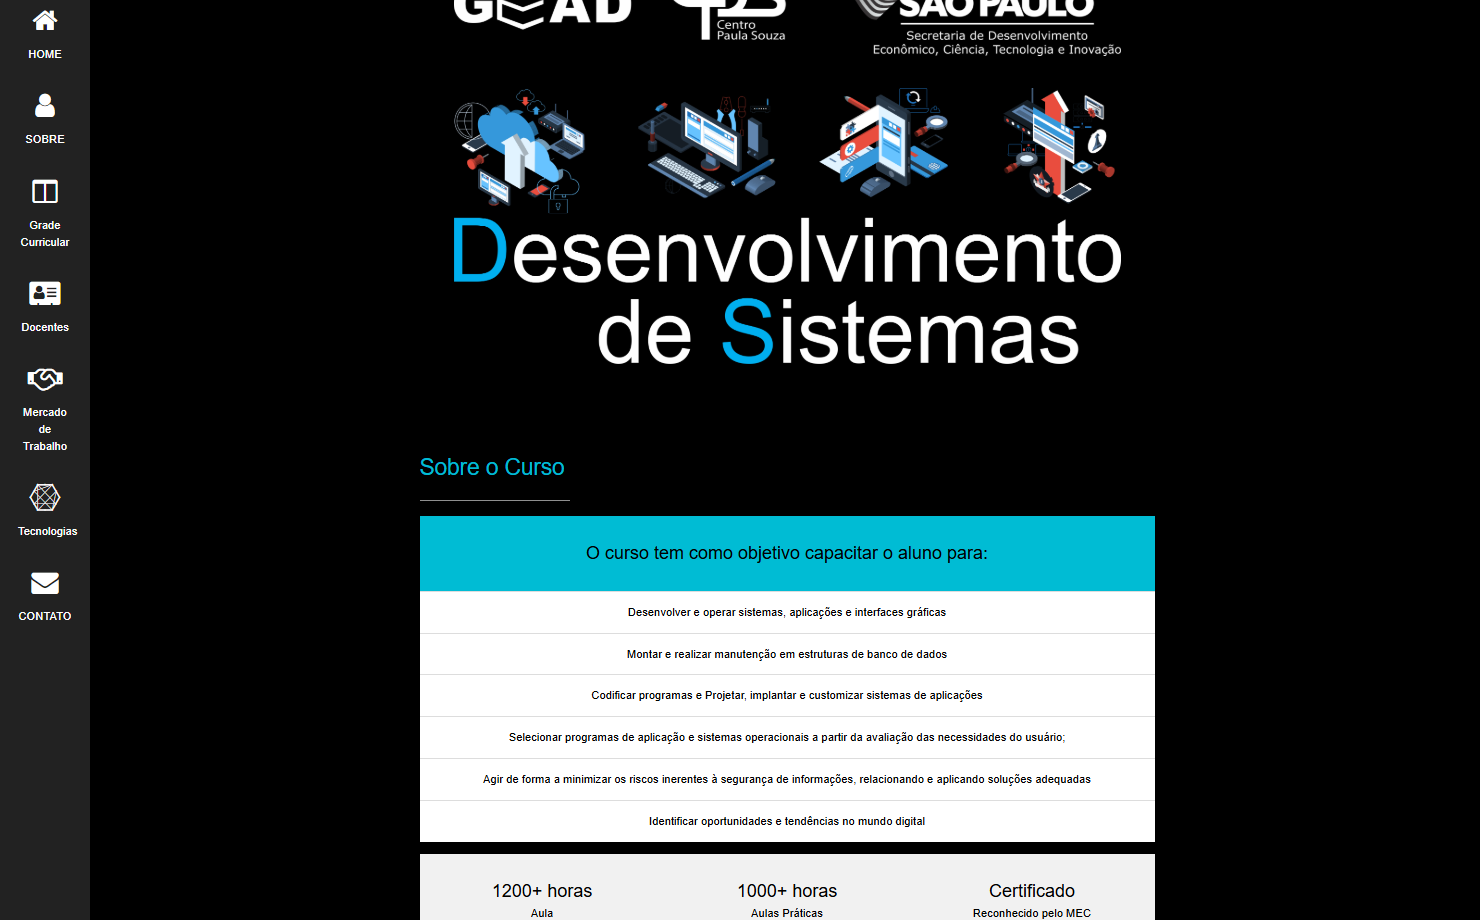 HOME
SOBRE
Grade
Curricular
Docentes
Mercado
de
Trabalho
Tecnologias
CONTATO
GEEAD
Centro
Paula Souza
SÃO PAULO
Secretaria de Desenvolvimento
Econômico, Ciência, Tecnologia e Inovação
Desenvolvimento
de Sistemas
Sobre o Curso
O curso tem como objetivo capacitar o aluno para:
Desenvolver e operar sistemas, aplicações e interfaces gráficas
Montar e realizar manutenção em estruturas de banco de dados
Codificar programas e Projetar, implantar e customizar sistemas de aplicações
Selecionar programas de aplicação e sistemas operacionais a partir da avaliação das necessidades do usuário;
Agir de forma a minimizar os riscos inerentes à segurança de informações, relacionando e aplicando soluções adequadas
Identificar oportunidades e tendências no mundo digital
1200+ horas
Aula
1000+ horas
Aulas Práticas
Certificado
Reconhecido pelo MEC